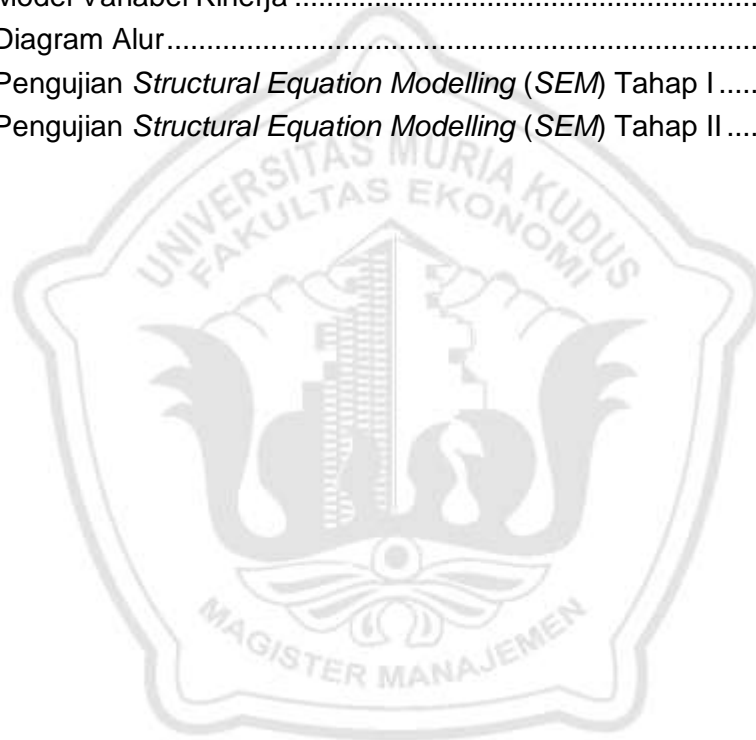 Model Variabel Kinerja ........................................................
Diagram Alur............................................................................
Pengujian Structural Equation Modelling (SEM) Tahap I .....
Pengujian Structural Equation Modelling (SEM) Tahap II ....
UNIVERSITAS MURIA KUDUS
FAKULTAS EKONOMI
MAGISTER MANAJEMEN